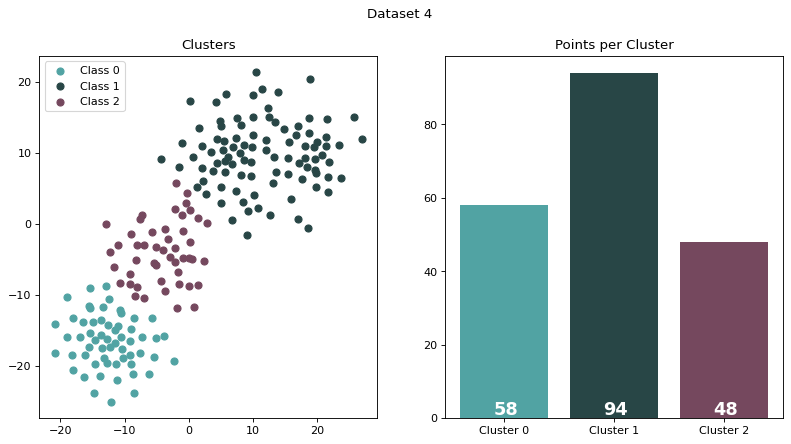 Dataset 4
Clusters
Class 0
Class 1
Class 2
20
10
0
−10
−20
−20
−10
0
10
20
Points per Cluster
80
60
40
20
0
58
94
48
Cluster 0
Cluster 1
Cluster 2